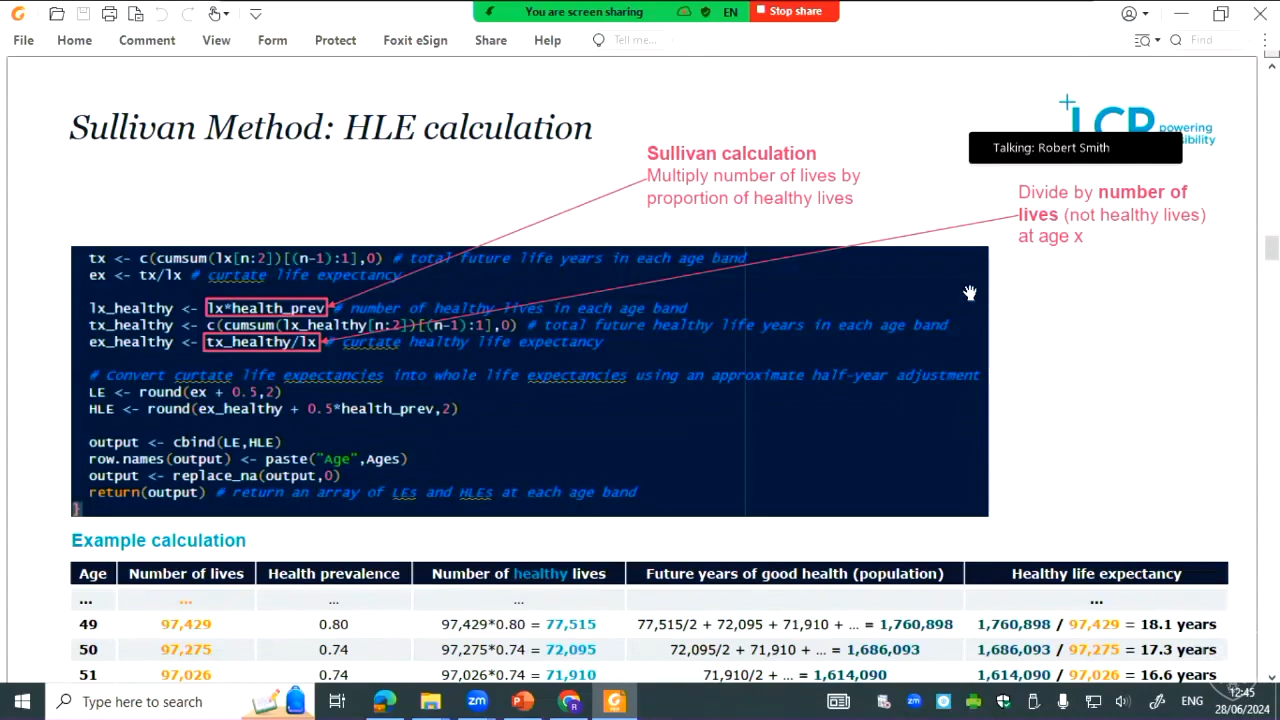 You are screen sharing EN Stop share
File Home Comment View Form Protect Foxit eSign Share Help Tell me... Find
Sullivan Method: HLE calculation
LCP powering
sibility
Talking: Robert Smith
Sullivan calculation
Multiply number of lives by
proportion of healthy lives
Divide by number of
lives (not healthy lives)
at age x
tx <- c(cumsum(lx[n:2])[(n-1):1],0) # total future life years in each age band
ex <- tx/lx # curtate life expectancy
lx_healthy <- lx*health_prev # number of healthy lives in each age band
tx_healthy <- c(cumsum(lx_healthy[n:2])[(n-1):1],0) # total future healthy life years in each age band
ex_healthy <- tx_healthy/lx # curtate healthy life expectancy
# Convert curtate life expectancies into whole life expectancies using an approximate half-year adjustment
LE <- round(ex + 0.5,2)
HLE <- round(ex_healthy + 0.5*health_prev,2)
output <- cbind(LE,HLE)
row.names(output) <- paste("Age",Ages)
output <- replace_na(output,0)
return(output) # return an array of LEs and HLEs at each age band
}
Example calculation
Age Number of lives Health prevalence Number of healthy lives Future years of good health (population) Healthy life expectancy
... ... ... ... ...
49 97,429 0.80 97,429*0.80 = 77,515 77,515/2 + 72,095 + 71,910 + ... = 1,760,898 1,760,898 / 97,429 = 18.1 years
50 97,275 0.74 97,275*0.74 = 72,095 72,095/2 + 71,910 + ... = 1,686,093 1,686,093 / 97,275 = 17.3 years
51 97,026 0.74 97,026*0.74 = 71,910 71,910/2 + ... = 1,614,090 1,614,090 / 97,026 = 16.6 years
Type here to search ENG 12:45
28/06/2024